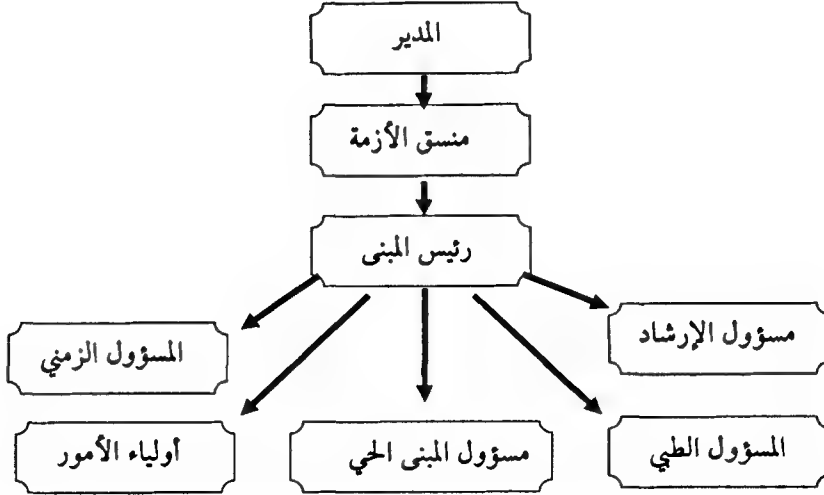 المدير
منسق الأزمة
رئيس المبنى
مسؤول الإرشاد
المسؤول الزمني
المسؤول الطبي
مسؤول المبنى الحي
أولياء الأمور